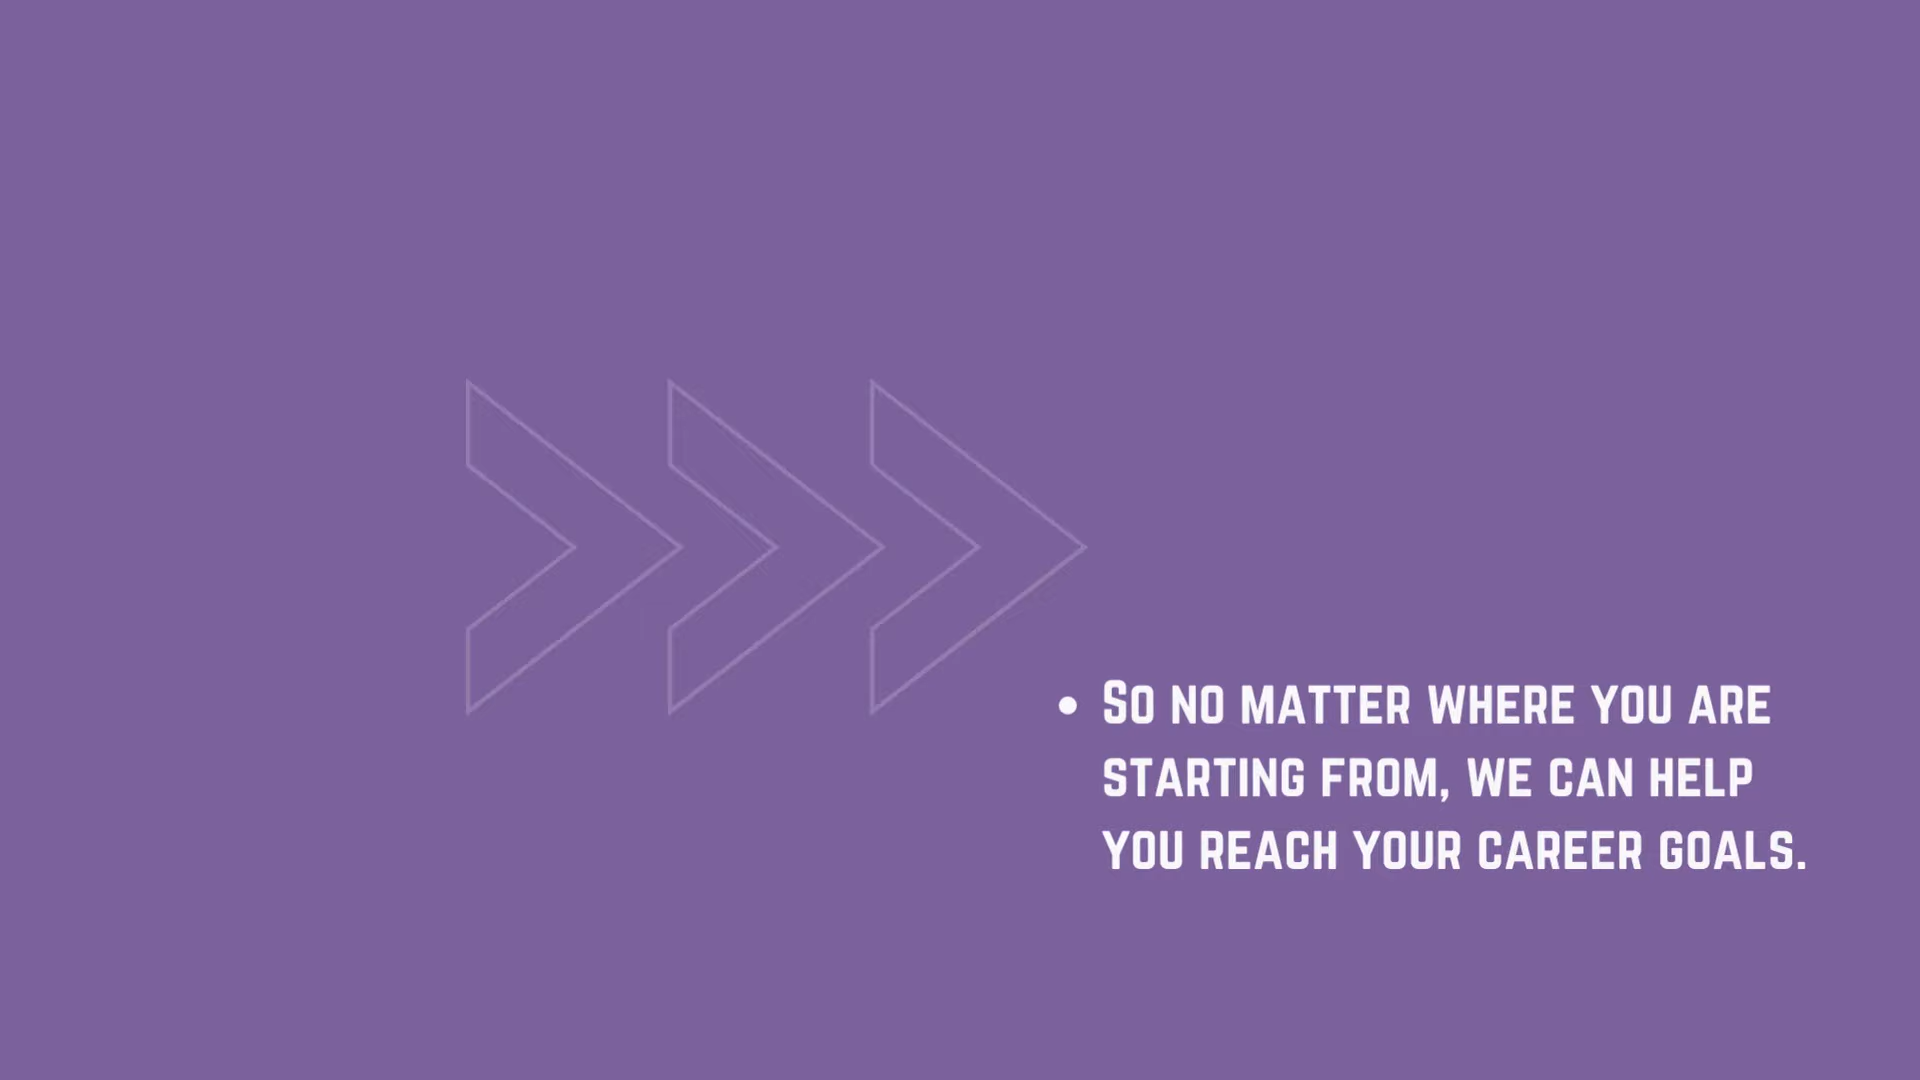 • So no matter where you are
starting from, we can help
you reach your career goals.